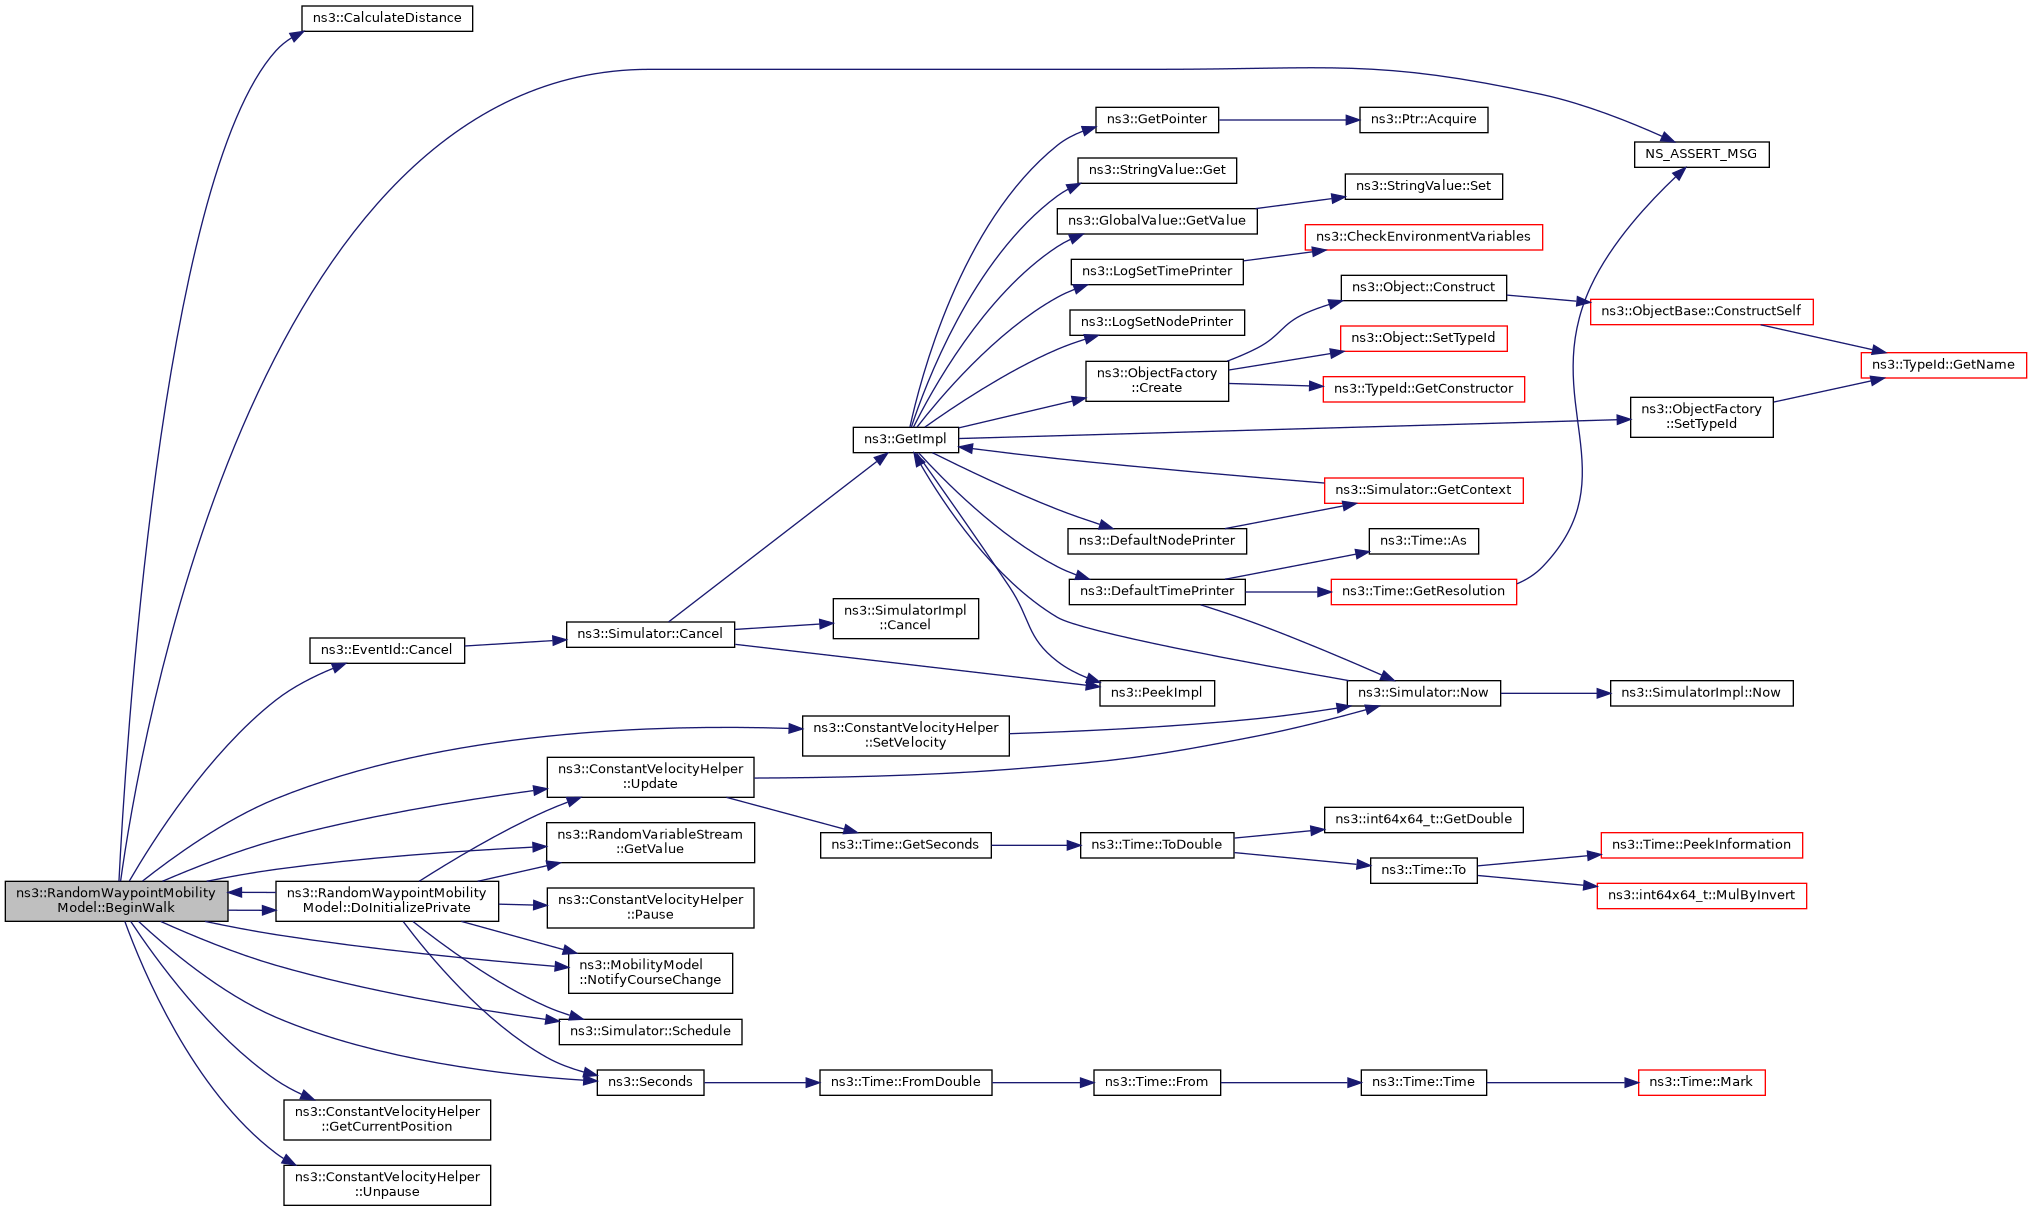 ns3::CalculateDistance
ns3::GetPointer
ns3::Ptr::Acquire
NS_ASSERT_MSG
ns3::StringValue::Get
ns3::StringValue::Set
ns3::GlobalValue::GetValue
ns3::CheckEnvironmentVariables
ns3::LogSetTimePrinter
ns3::Object::Construct
ns3::ObjectBase::ConstructSelf
ns3::LogSetNodePrinter
ns3::Object::SetTypeId
ns3::TypeId::GetName
ns3::ObjectFactory
::Create
ns3::TypeId::GetConstructor
ns3::ObjectFactory
::SetTypeId
ns3::GetImpl
ns3::Simulator::GetContext
ns3::DefaultNodePrinter
ns3::Time::As
ns3::DefaultTimePrinter
ns3::Time::GetResolution
ns3::SimulatorImpl
::Cancel
ns3::Simulator::Cancel
ns3::EventId::Cancel
ns3::PeekImpl
ns3::Simulator::Now
ns3::SimulatorImpl::Now
ns3::ConstantVelocityHelper
::SetVelocity
ns3::ConstantVelocityHelper
::Update
ns3::int64x64_t::GetDouble
ns3::RandomVariableStream
::GetValue
ns3::Time::GetSeconds
ns3::Time::ToDouble
ns3::Time::PeekInformation
ns3::Time::To
ns3::int64x64_t::MulByInvert
ns3::RandomWaypointMobility
Model::BeginWalk
ns3::RandomWaypointMobility
Model::DoInitializePrivate
ns3::ConstantVelocityHelper
::Pause
ns3::MobilityModel
::NotifyCourseChange
ns3::Simulator::Schedule
ns3::Seconds
ns3::Time::FromDouble
ns3::Time::From
ns3::Time::Time
ns3::Time::Mark
ns3::ConstantVelocityHelper
::GetCurrentPosition
ns3::ConstantVelocityHelper
::Unpause